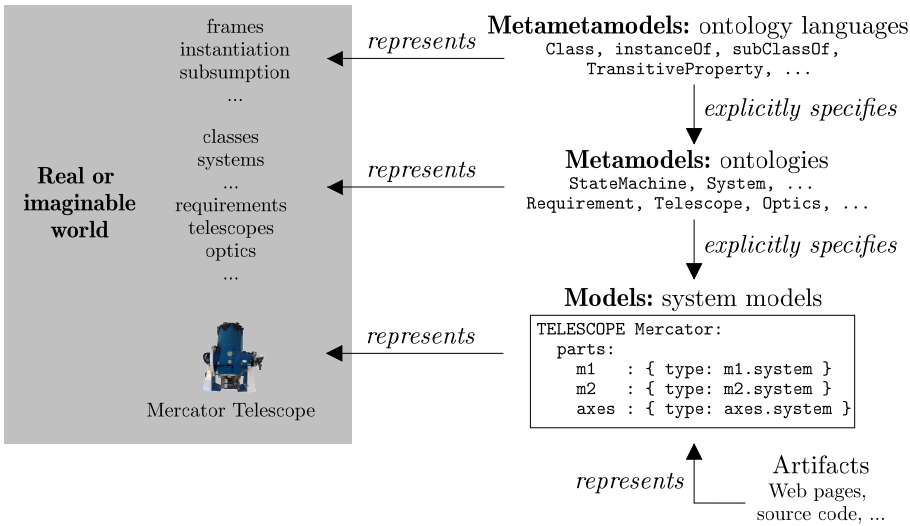 frames
instantiation
subsumption
...
classes
systems
...
requirements
telescopes
optics
...
Real or
imaginable
world
Mercator Telescope
represents
represents
represents
Metametamodels: ontology languages
Class, instanceOf, subClassOf,
TransitiveProperty, ...
explicitly specifies
Metamodels: ontologies
StateMachine, System, ...
Requirement, Telescope, Optics, ...
explicitly specifies
Models: system models
TELESCOPE Mercator:
parts:
m1 : { type: m1.system }
m2 : { type: m2.system }
axes : { type: axes.system }
represents
Artifacts
Web pages,
source code, ...